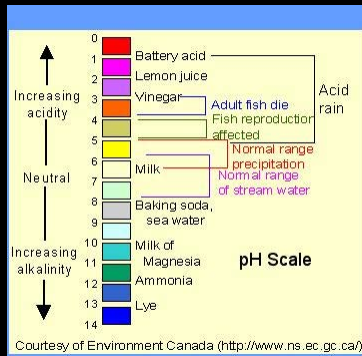 0
Battery acid
1
Lemon juice
2
Vinegar
3
Adult fish die
4
Fish reproduction
affected
5
Normal range
precipitation
6
Milk
Normal range
of stream water
7
8
Baking soda,
sea water
9
10
Milk of
Magnesia
11
Ammonia
12
13
Lye
14
Acid
rain
Increasing
acidity
Neutral
Increasing
alkalinity
pH Scale
Courtesy of Environment Canada (http://www.ns.ec.gc.ca/)